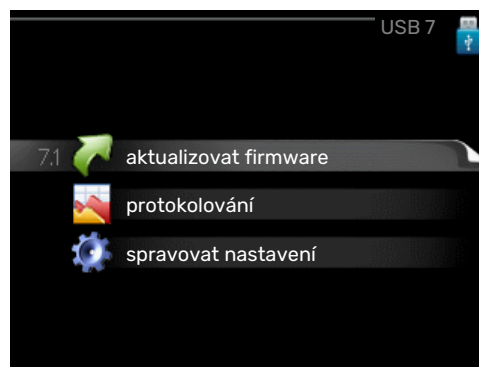 USB 7
7.1 aktualizovat firmware
protokolování
spravovat nastavení